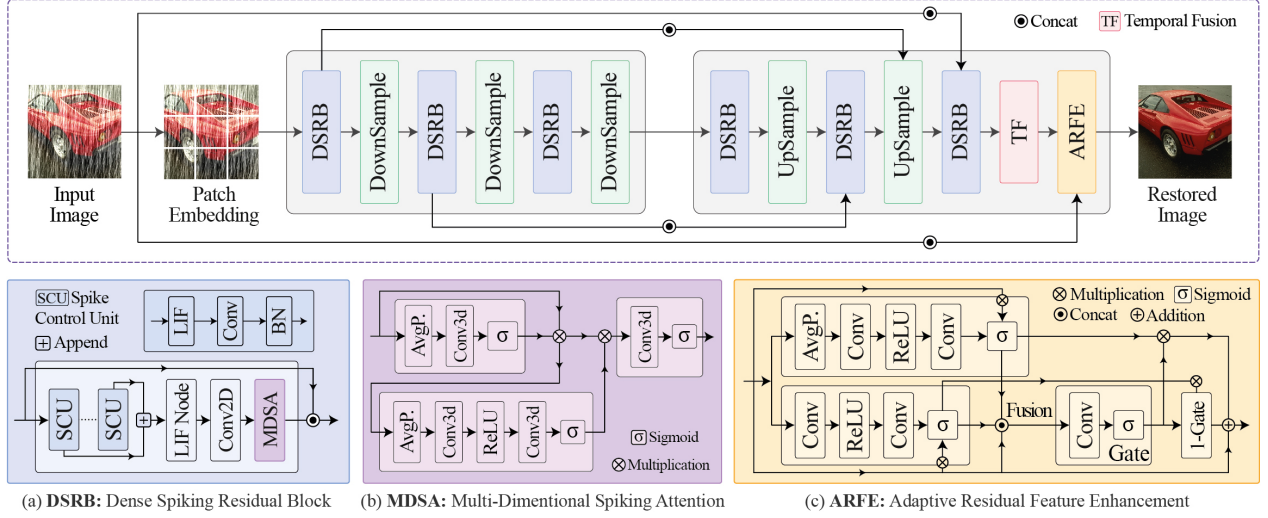 Concat TF Temporal Fusion
Input
Image
Patch
Embedding
DSRB
DownSample
DSRB
DownSample
DSRB
DownSample
DSRB
UpSample
DSRB
UpSample
DSRB
TF
ARFE
Restored
Image
SCU Spike
Control Unit
Append
LIF
Conv
BN
SCU
SCU
LIF Node
Conv2D
MDSA
(a) DSRB: Dense Spiking Residual Block
AvgP.
Conv3d
σ
Conv3d
σ
AvgP.
Conv3d
ReLU
Conv3d
σ
σ Sigmoid
Multiplication
(b) MDSA: Multi-Dimentional Spiking Attention
Multiplication σ Sigmoid
Concat Addition
AvgP.
Conv
ReLU
Conv
σ
Conv
ReLU
Conv
σ
Fusion
Conv
σ
Gate
1-Gate
(c) ARFE: Adaptive Residual Feature Enhancement